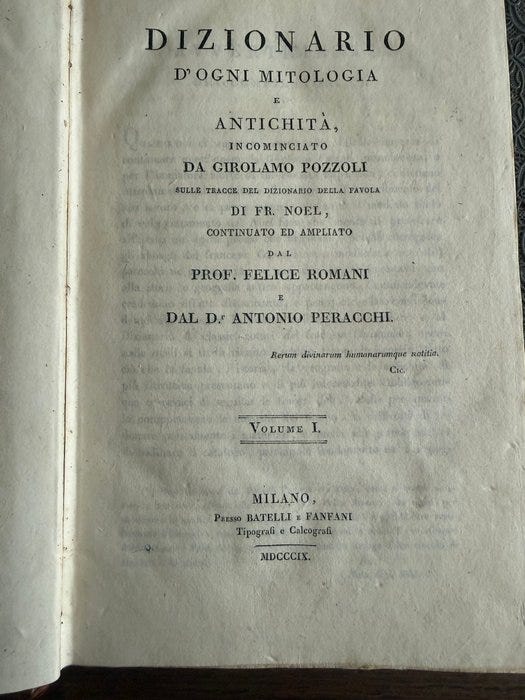 DIZIONARIO
D'OGNI MITOLOGIA
E
ANTICHITÀ,
INCOMINCIATO
DA GIROLAMO POZZOLI
SULLE TRACCE DEL DIZIONARIO DELLA FAVOLA
DI FR. NOEL,
CONTINUATO ED AMPLIATO
DAL
PROF. FELICE ROMANI
E
DAL D.r ANTONIO PERACCHI.
Rerum divinarum humanarumque notitia.
Cic.
VOLUME I.
MILANO,
Presso BATELLI E FANFANI
Tipografi e Calcografi
MDCCCIX.